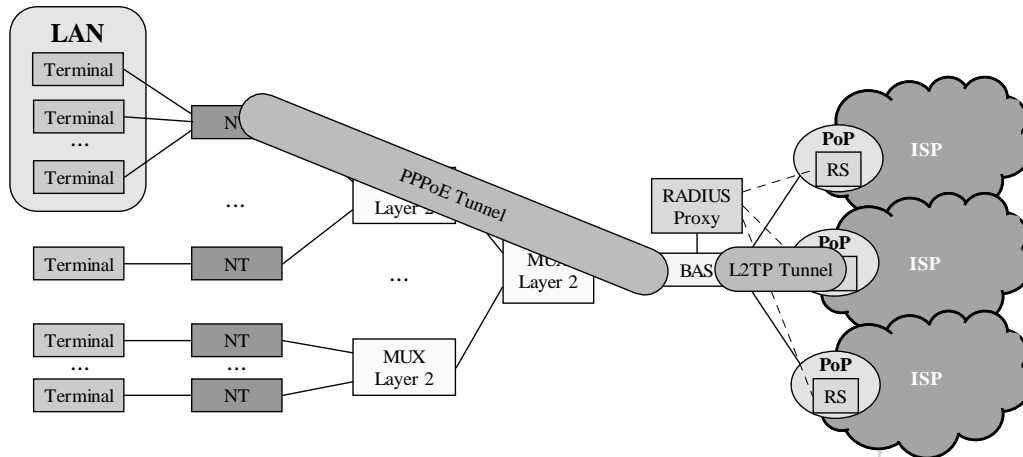 LAN
Terminal
Terminal
...
Terminal
NT
PPPoE Tunnel
Layer 2
...
Terminal
NT
...
MUX
Layer 2
RADIUS
Proxy
BAS
L2TP Tunnel
PoP
RS
ISP
PoP
ISP
PoP
RS
ISP
Terminal
NT
...
...
Terminal
NT
MUX
Layer 2